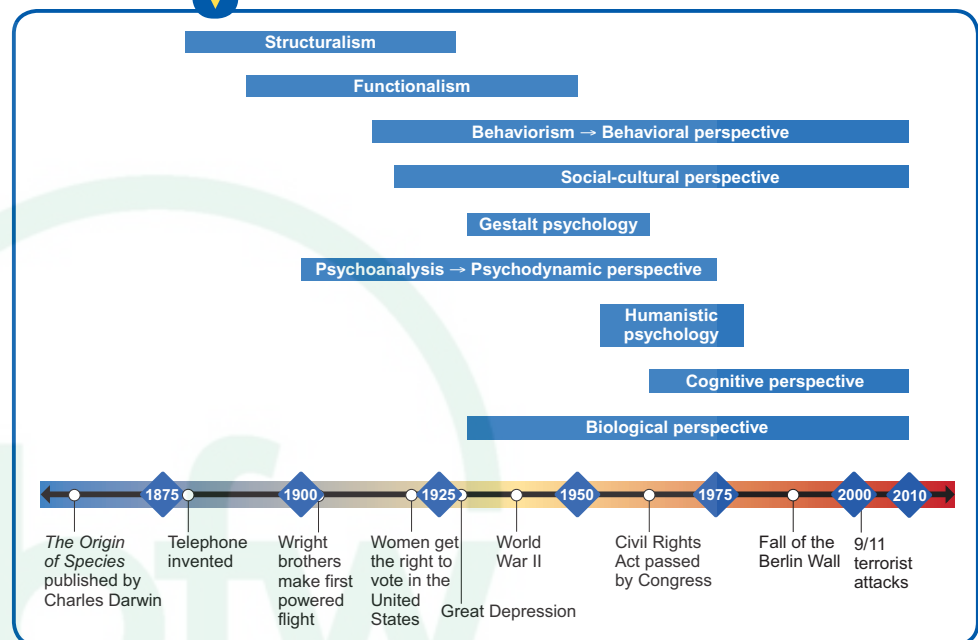 Structuralism
Functionalism
Behaviorism → Behavioral perspective
Social-cultural perspective
Gestalt psychology
Psychoanalysis → Psychodynamic perspective
Humanistic
psychology
Cognitive perspective
Biological perspective
1875 1900 1925 1950 1975 2000 2010
The Origin
of Species
published by
Charles Darwin
Telephone
invented
Wright
brothers
make first
powered
flight
Women get
the right to
vote in the
United
States
Great Depression
World
War II
Civil Rights
Act passed
by Congress
Fall of the
Berlin Wall
9/11
terrorist
attacks
bfw